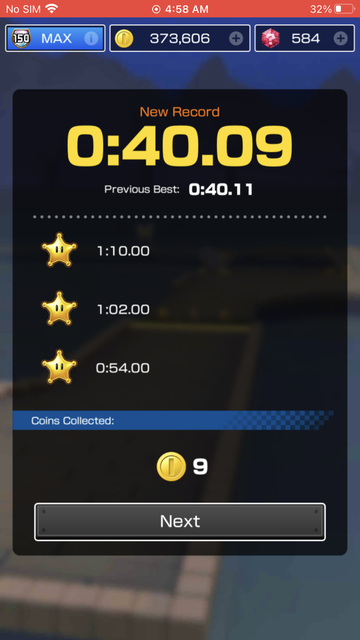 No SIM 4:58 AM 32%
150 MAX i 373,606 + 584 +
New Record
0:40.09
Previous Best: 0:40.11
1:10.00
1:02.00
0:54.00
Coins Collected:
9
Next